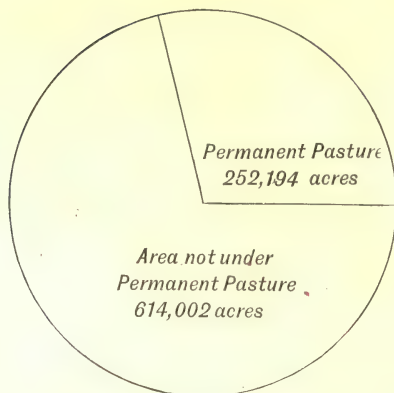 Permanent Pasture
252,194 acres
Area not under
Permanent Pasture
614,002 acres